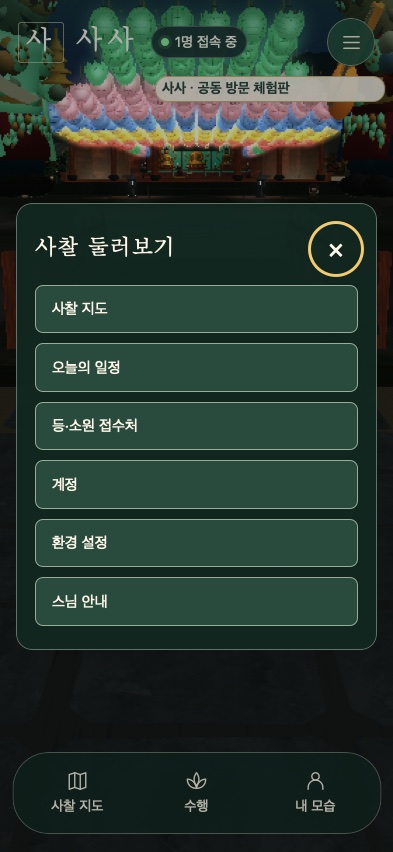 사 사사
1명 접속 중
사사 · 공동 방문 체험판
사찰 둘러보기
사찰 지도
오늘의 일정
등·소원 접수처
계정
환경 설정
스님 안내
사찰 지도
수행
내 모습